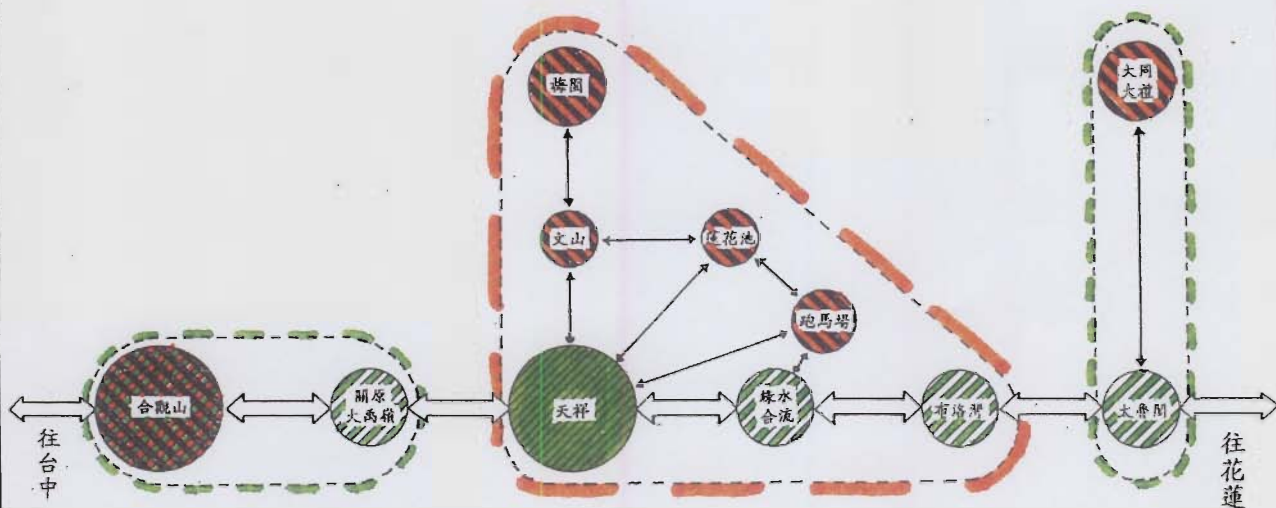 梅園
大同
大禮
文山
蓮花池
跑馬場
合歡山
關原
大禹嶺
天祥
綠水
合流
布洛灣
太魯閣
往台中
往花蓮